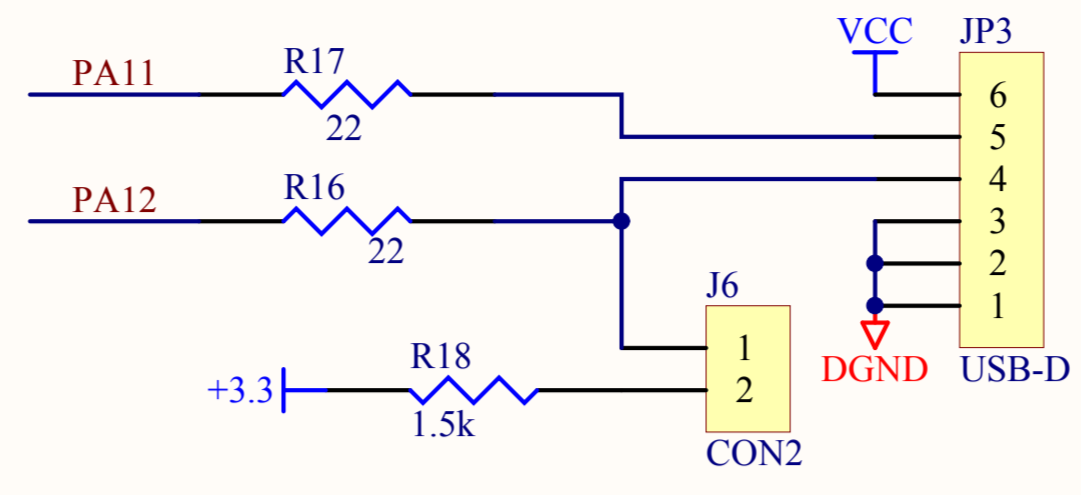 VCC
JP3
PA11
R17
22
6
5
4
3
2
1
PA12
R16
22
J6
1
2
CON2
+3.3
R18
1.5k
DGND
USB-D